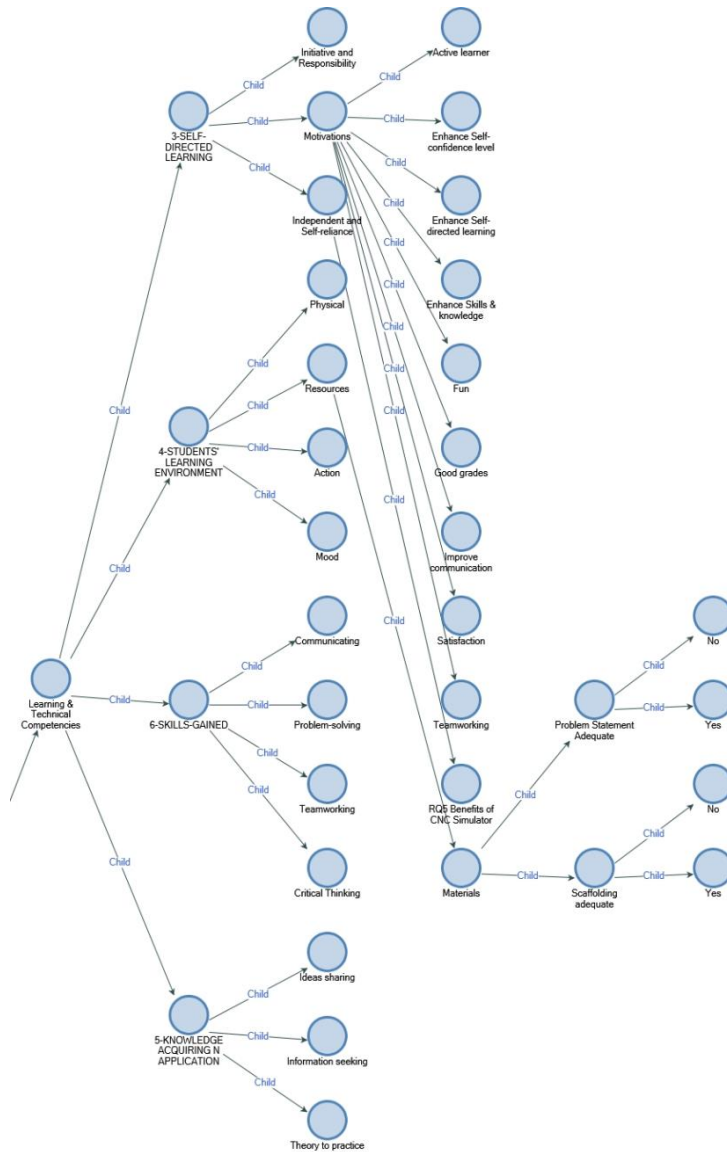 Initiative and
Responsibility
Active learner
Child
Child
Child
Child
3-SELF-
DIRECTED
LEARNING
Motivations
Enhance Self-
confidence level
Child
Child
Child
Independent and
Self-reliance
Enhance Self-
directed learning
Child
Child
Physical
Enhance Skills &
knowledge
Child
Child
Child
Resources
Fun
Child
Child
Child
Child
4-STUDENTS'
LEARNING
ENVIRONMENT
Action
Good grades
Child
Child
Mood
Improve
communication
Child
Communicating
Child
Satisfaction
No
Child
Child
Learning &
Technical
Competencies
Child
6-SKILLS-GAINED
Child
Problem-solving
Teamworking
Problem Statement
Adequate
Child
Yes
Child
Teamworking
RQ5 Benefits of
CNC Simulator
Child
No
Child
Child
Critical Thinking
Materials
Child
Scaffolding
adequate
Child
Yes
Child
Ideas sharing
Child
5-KNOWLEDGE
ACQUIRING N
APPLICATION
Child
Information seeking
Child
Theory to practice